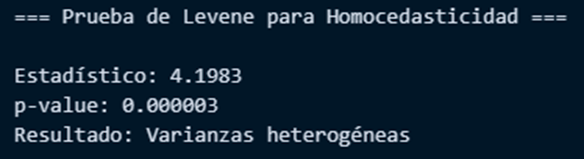 === Prueba de Levene para Homocedasticidad ===
Estadístico: 4.1983
p-value: 0.000003
Resultado: Varianzas heterogéneas